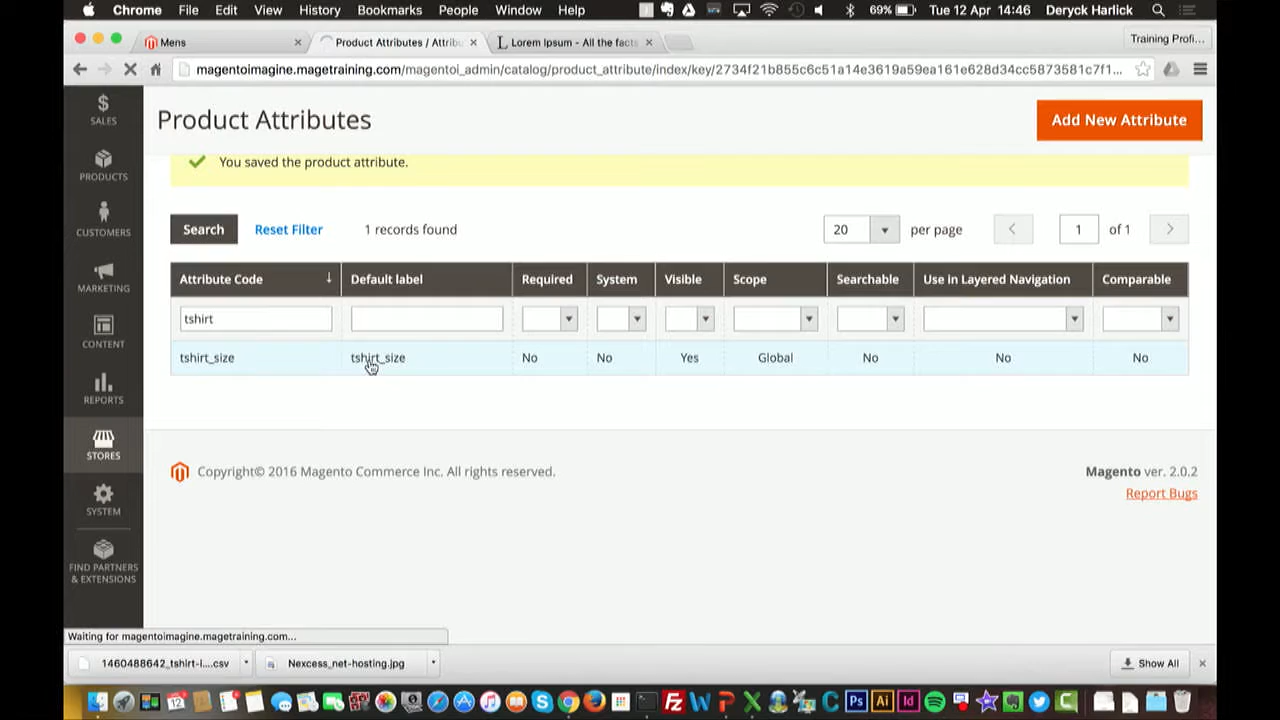 Chrome File Edit View History Bookmarks People Window Help 69% Tue 12 Apr 14:46 Deryck Harlick
Mens Product Attributes / Attribu Lorem Ipsum - All the facts Training Profi...
magentoimagine.magetraining.com/magentoi_admin/catalog/product_attribute/index/key/2734f21b855c6c51a14e3619a59ea161e628d34cc5873581c7f1...
Product Attributes
Add New Attribute
You saved the product attribute.
Search Reset Filter 1 records found 20 per page 1 of 1
Attribute Code Default label Required System Visible Scope Searchable Use in Layered Navigation Comparable
tshirt
tshirt_size tshirt_size No No Yes Global No No No
SALES
PRODUCTS
CUSTOMERS
MARKETING
CONTENT
REPORTS
STORES
SYSTEM
FIND PARTNERS
& EXTENSIONS
Copyright© 2016 Magento Commerce Inc. All rights reserved.
Magento ver. 2.0.2
Report Bugs
Waiting for magentoimagine.magetraining.com...
1460488642_tshirt-i....csv Nexcess_net-hosting.jpg Show All